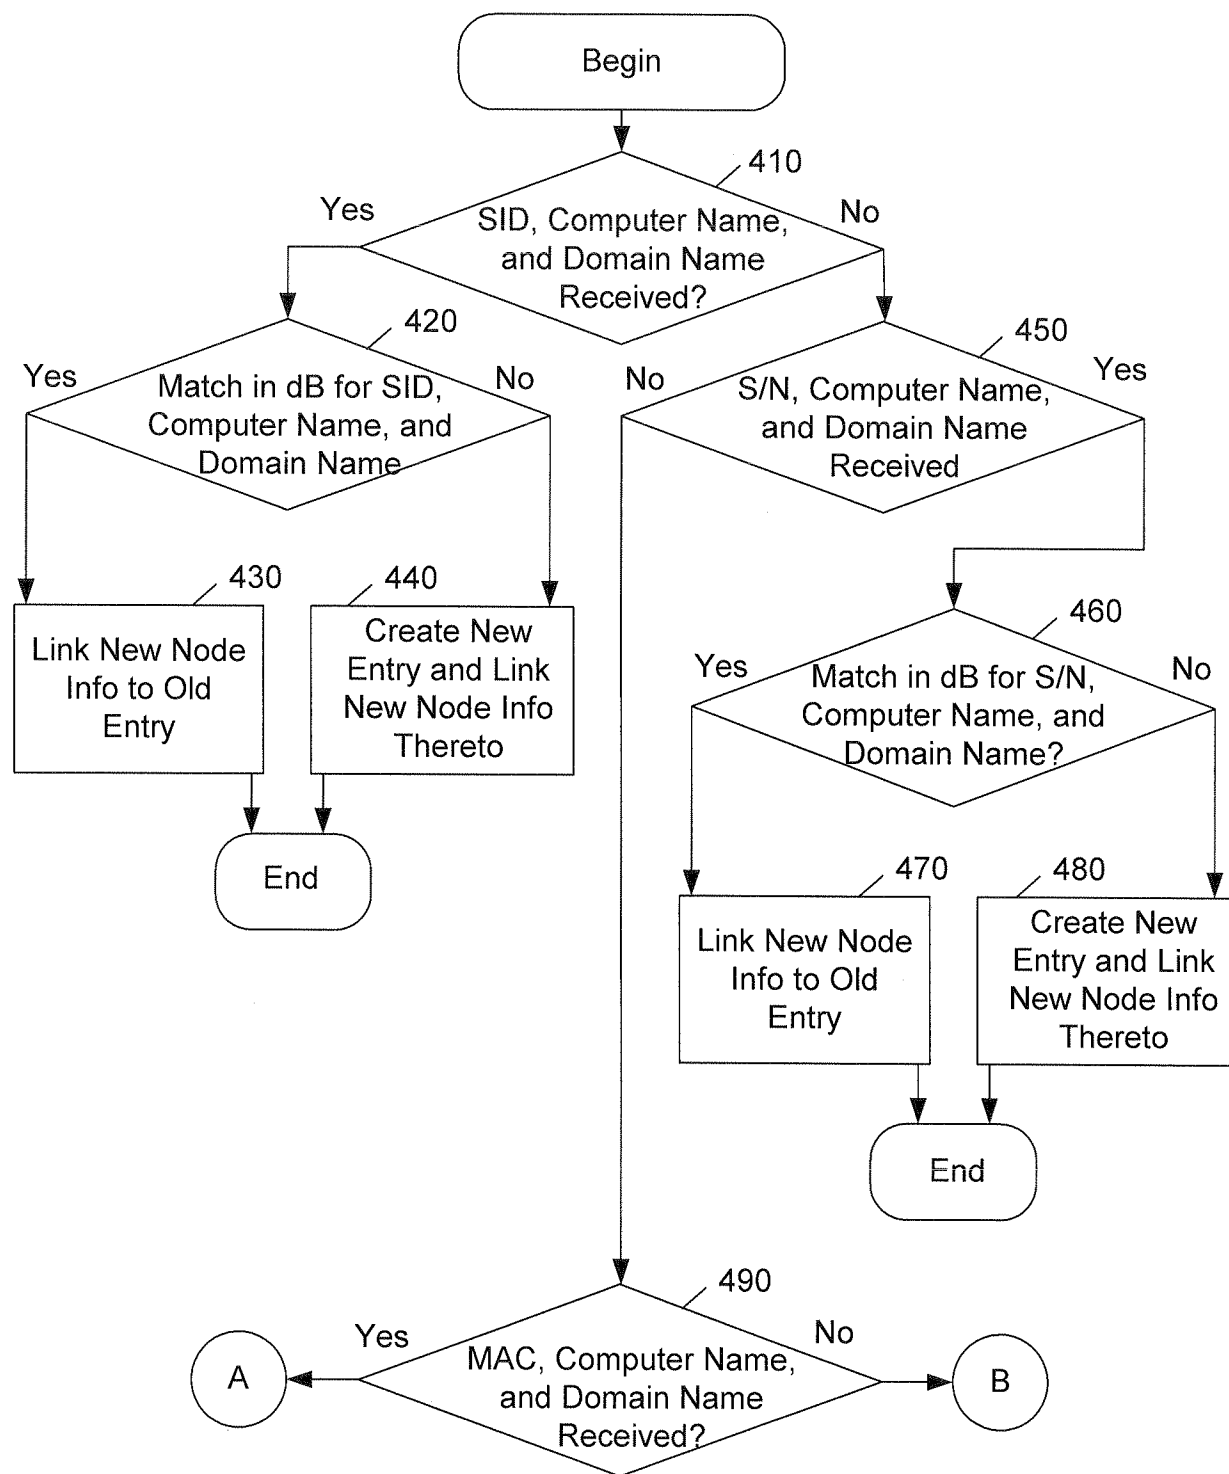 Begin
410
Yes
No
SID, Computer Name,
and Domain Name
Received?
420
450
Yes
No
No
Yes
Match in dB for SID,
Computer Name, and
Domain Name
S/N, Computer Name,
and Domain Name
Received
430
440
Link New Node
Info to Old
Entry
Create New
Entry and Link
New Node Info
Thereto
460
Yes
No
Match in dB for S/N,
Computer Name, and
Domain Name?
End
470
480
Link New Node
Info to Old
Entry
Create New
Entry and Link
New Node Info
Thereto
End
490
Yes
No
MAC, Computer Name,
and Domain Name
Received?
A
B